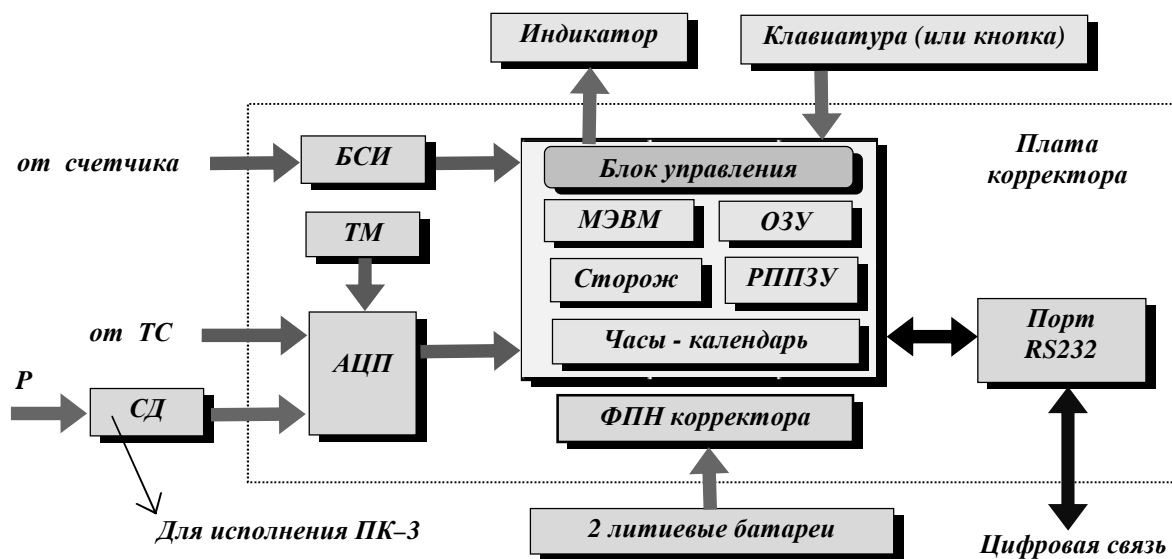 Индикатор
Клавиатура (или кнопка)
от счетчика
БСИ
Блок управления
Плата
корректора
МЭВМ
ОЗУ
ТМ
Сторож
РППЗУ
от ТС
АЦП
Часы - календарь
Порт
RS232
Р
СД
ФПН корректора
Для исполнения ПК–3
2 литиевые батареи
Цифровая связь